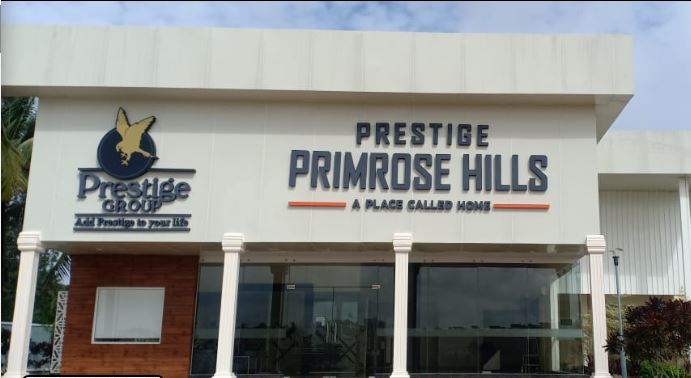 Prestige
GROUP
Add Prestige to your life
PRESTIGE
PRIMROSE HILLS
A PLACE CALLED HOME